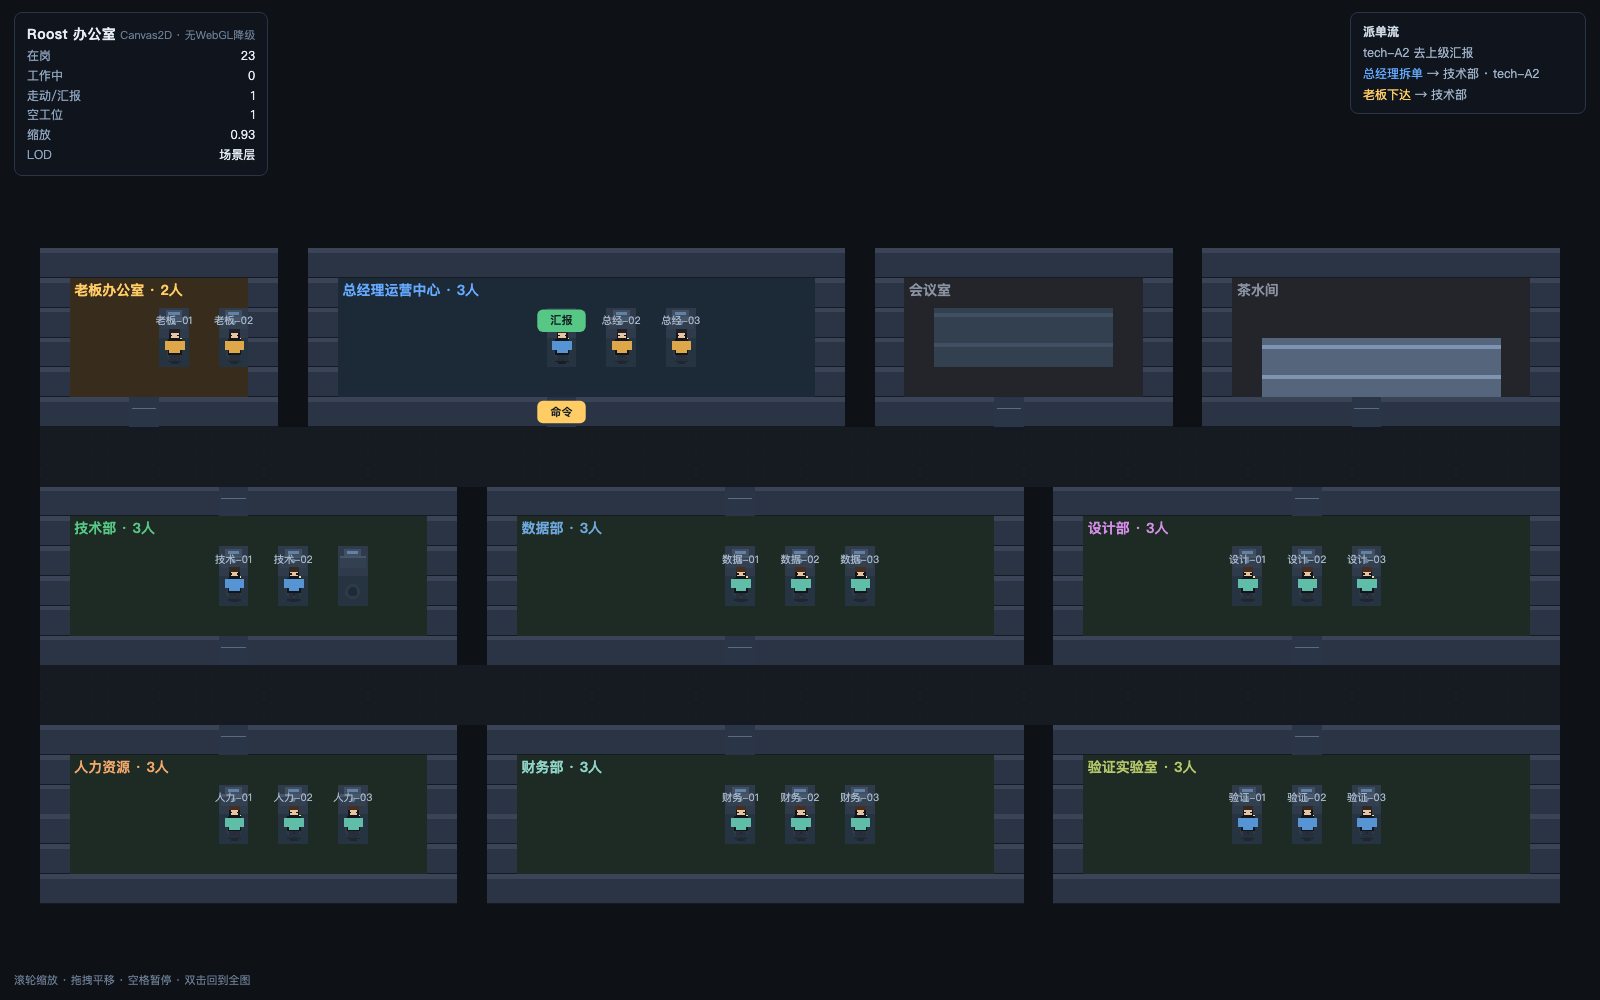 Roost 办公室 Canvas2D · 无WebGL降级
在岗 23
工作中 0
走动/汇报 1
空工位 1
缩放 0.93
LOD 场景层
派单流
tech-A2 去上级汇报
总经理拆单 → 技术部 · tech-A2
老板下达 → 技术部
老板办公室 · 2人
老板-01 老板-02
总经理运营中心 · 3人
汇报 总经-02 总经-03
命令
会议室
茶水间
技术部 · 3人
技术-01 技术-02
数据部 · 3人
数据-01 数据-02 数据-03
设计部 · 3人
设计-01 设计-02 设计-03
人力资源 · 3人
人力-01 人力-02 人力-03
财务部 · 3人
财务-01 财务-02 财务-03
验证实验室 · 3人
验证-01 验证-02 验证-03
滚轮缩放 · 拖拽平移 · 空格暂停 · 双击回到全图